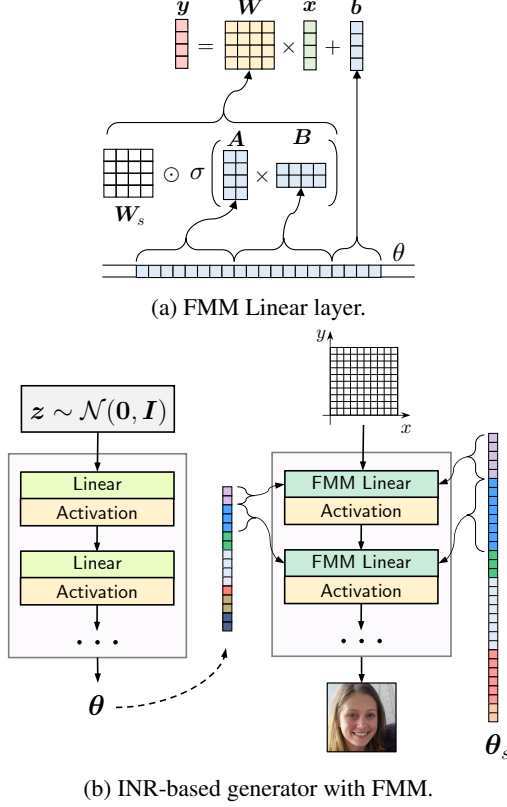 y = W × x + b
W_s ⊙ σ ( A × B )
θ
(a) FMM Linear layer.
y
x
z ∼ N(0, I)
Linear
Activation
Linear
Activation
• • •
θ
FMM Linear
Activation
FMM Linear
Activation
• • •
θ_s
(b) INR-based generator with FMM.